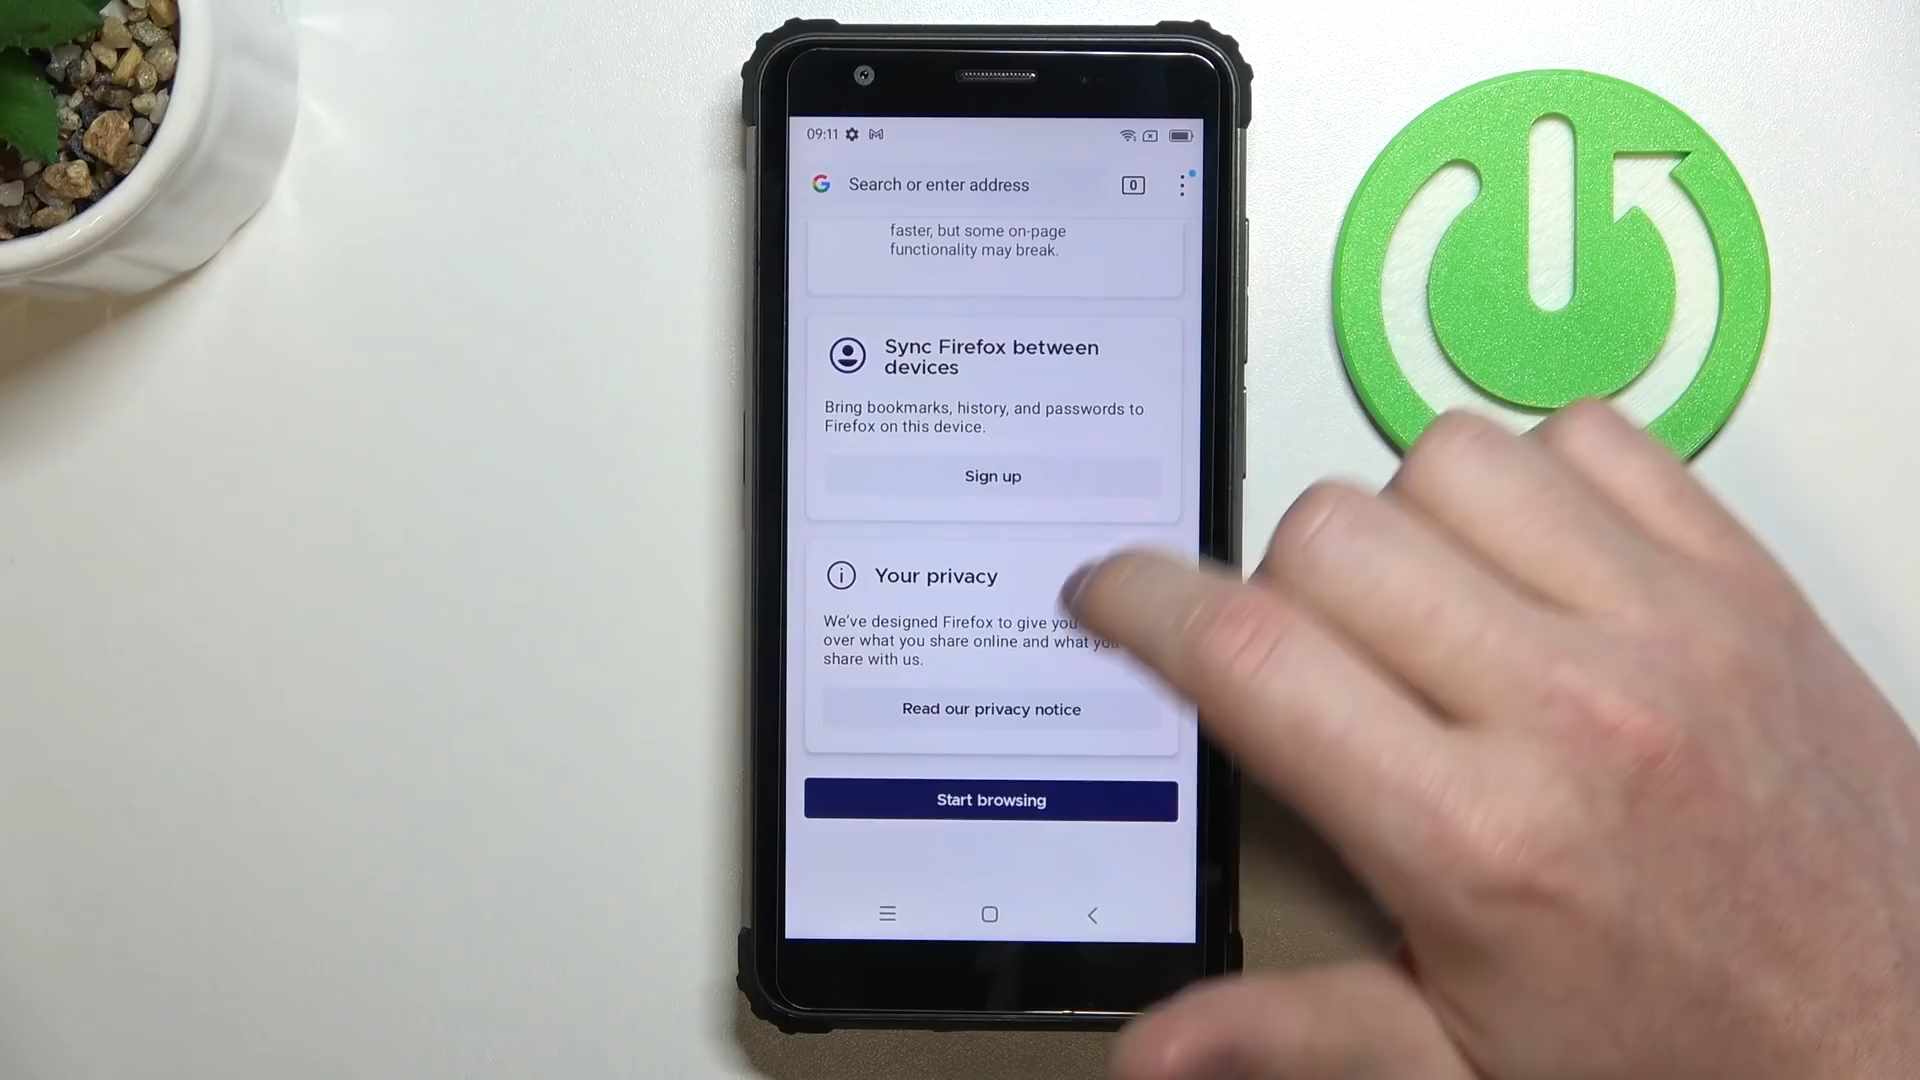 09:11
Search or enter address
0
faster, but some on-page
functionality may break.
Sync Firefox between
devices
Bring bookmarks, history, and passwords to
Firefox on this device.
Sign up
Your privacy
We've designed Firefox to give you
over what you share online and what you
share with us.
Read our privacy notice
Start browsing